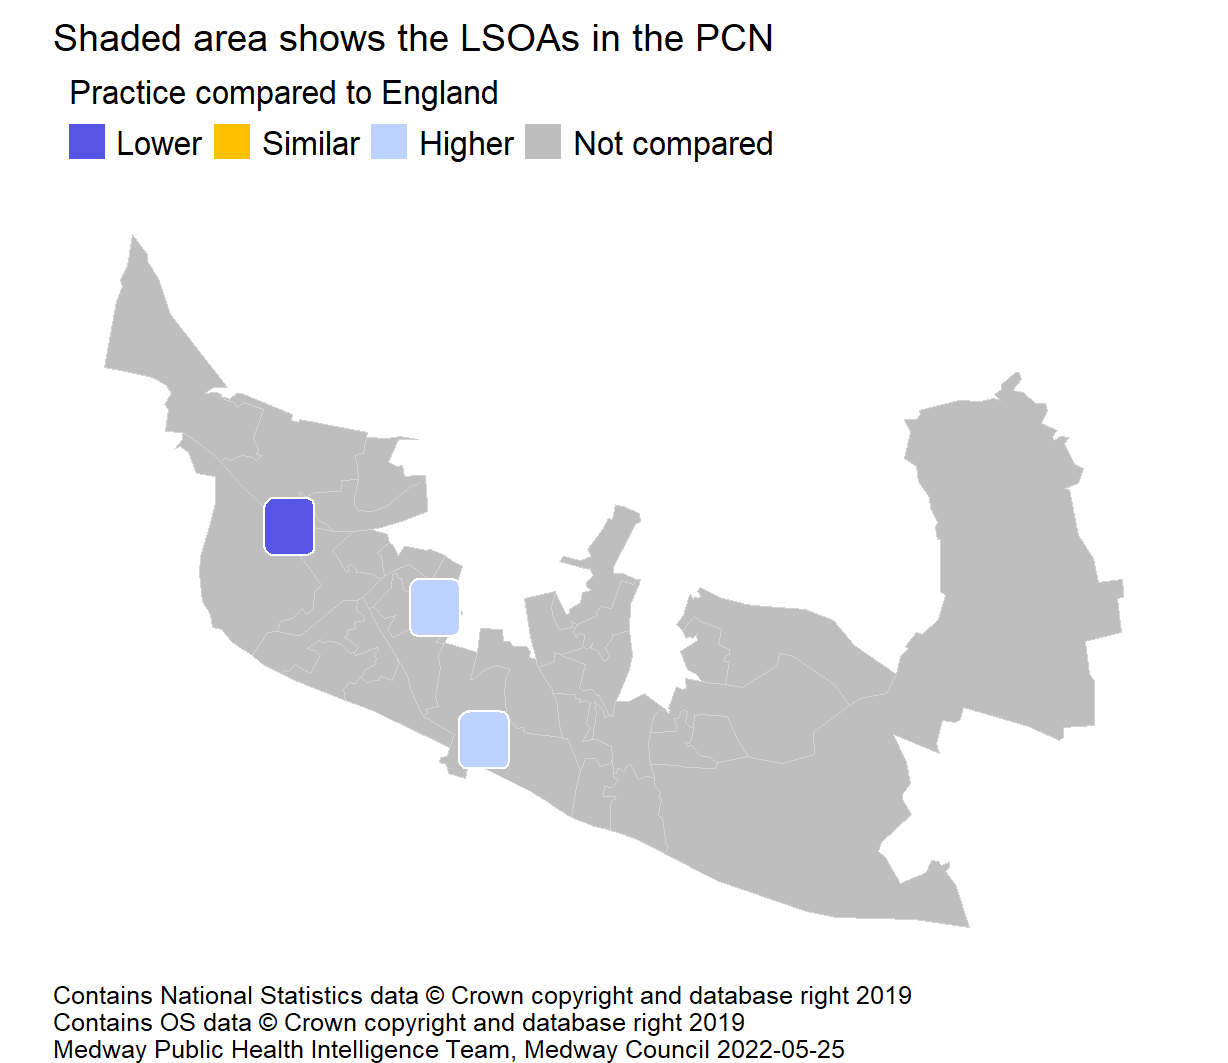 Shaded area shows the LSOAs in the PCN
Practice compared to England
Lower Similar Higher Not compared
Contains National Statistics data © Crown copyright and database right 2019
Contains OS data © Crown copyright and database right 2019
Medway Public Health Intelligence Team, Medway Council 2022-05-25